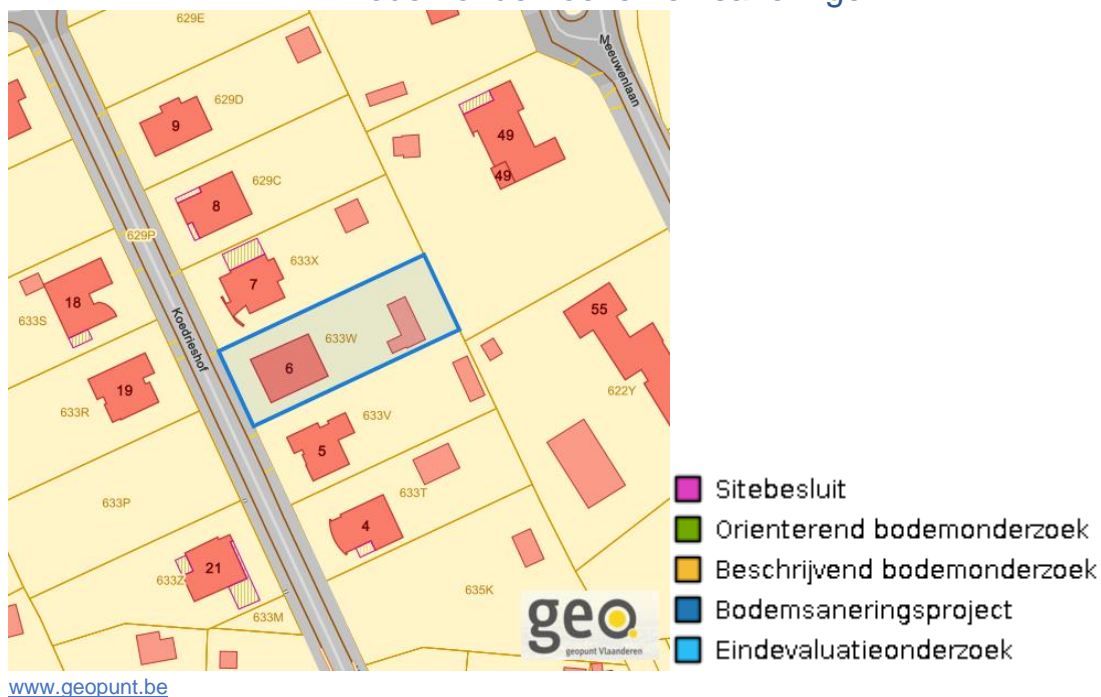 629E
Meeuwenlaan
629D
9
49
49
629C
8
629P
633X
7
18
633S
Koedrieshof
633W
55
6
19
633R
622Y
633V
5
633P
633T
4
21
633Z
635K
633M
geo
geopunt Vlaanderen
Sitebesluit
Orienterend bodemonderzoek
Beschrijvend bodemonderzoek
Bodemsaneringsproject
Eindevaluatieonderzoek
www.geopunt.be